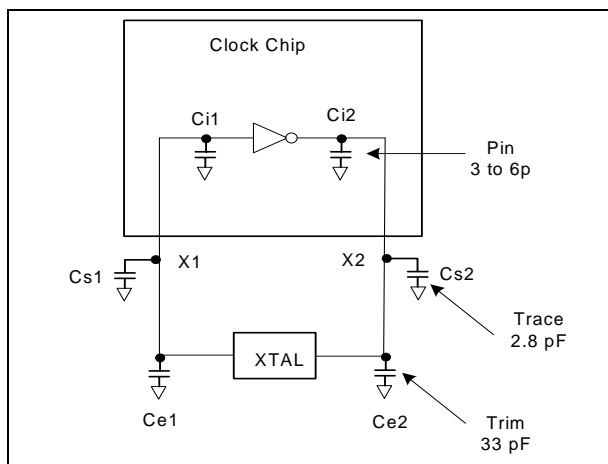 Clock Chip
Ci1
Ci2
Pin
3 to 6p
Cs1
X1
X2
Cs2
Trace
2.8 pF
XTAL
Ce1
Ce2
Trim
33 pF